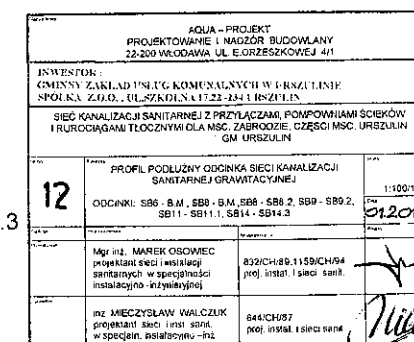 AQUA – PROJEKT
PROJEKTOWANIE I NADZÓR BUDOWLANY
22-200 WŁODAWA UL. E.ORZESZKOWEJ 4/1
INWESTOR :
GMINNY ZAKŁAD USŁUG KOMUNALNYCH W URSZULINIE
SPÓŁKA Z.O.O. , UL.SZKOLNA 17,22-234 URSZULIN
SIEĆ KANALIZACJI SANITARNEJ Z PRZYŁĄCZAMI, POMPOWNIAMI ŚCIEKÓW
I RUROCIĄGAMI TŁOCZNYMI DLA MSC. ZABRODZIE, CZĘŚCI MSC. URSZULIN
GM URSZULIN
12
PROFIL PODŁUŻNY ODCINKA SIECI KANALIZACJI
SANITARNEJ GRAWITACYJNEJ
ODCINKI: SB6 - B.M , SB8 - B.M ,SB8 - SB8.2, SB9 - SB9.2,
SB11 - SB11.1, SB14 - SB14.3
1:100/1
01.201
.3
Mgr inż. MAREK OSOWIEC
projektant sieci i instalacji
sanitarnych w specjalności
instalacyjno -inżynieryjnej
832/CH/89,1159/CH/94
proj. instal. i sieci sanit.
inż MIECZYSŁAW WALCZUK
projektant sieci i inst sanit.
w specjaln. instalacyjno –inż
644/CH/87
proj. instal. i sieci sanit